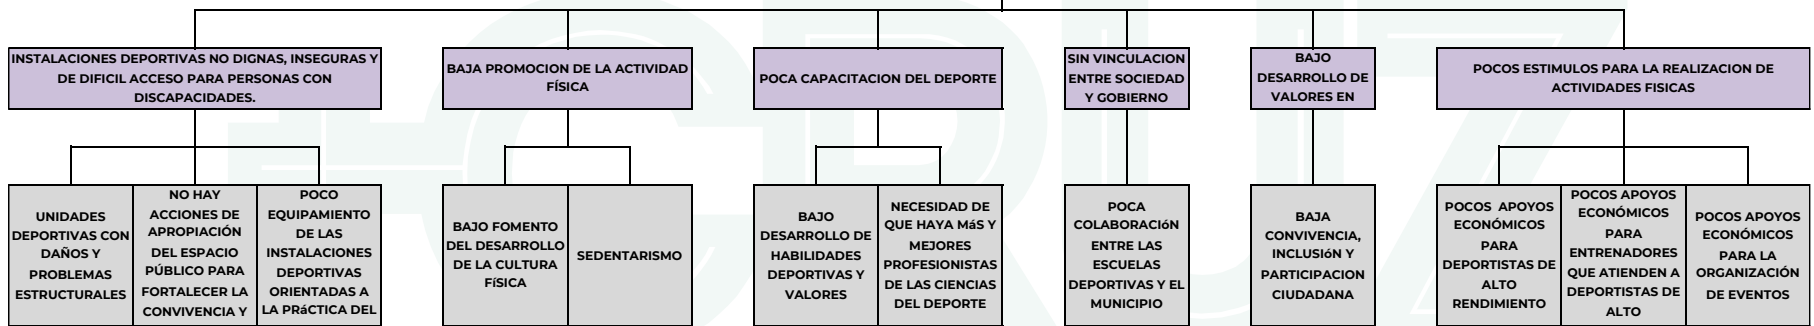 INSTALACIONES DEPORTIVAS NO DIGNAS, INSEGURAS Y
DE DIFICIL ACCESO PARA PERSONAS CON
DISCAPACIDADES.
BAJA PROMOCION DE LA ACTIVIDAD
FÍSICA
POCA CAPACITACION DEL DEPORTE
SIN VINCULACION
ENTRE SOCIEDAD
Y GOBIERNO
BAJO
DESARROLLO DE
VALORES EN
POCOS ESTIMULOS PARA LA REALIZACION DE
ACTIVIDADES FISICAS
UNIDADES
DEPORTIVAS CON
DAÑOS Y
PROBLEMAS
ESTRUCTURALES
NO HAY
ACCIONES DE
APROPIACIÓN
DEL ESPACIO
PÚBLICO PARA
FORTALECER LA
CONVIVENCIA Y
POCO
EQUIPAMIENTO
DE LAS
INSTALACIONES
DEPORTIVAS
ORIENTADAS A
LA PRáCTICA DEL
BAJO FOMENTO
DEL DESARROLLO
DE LA CULTURA
FíSICA
SEDENTARISMO
BAJO
DESARROLLO DE
HABILIDADES
DEPORTIVAS Y
VALORES
NECESIDAD DE
QUE HAYA MáS Y
MEJORES
PROFESIONISTAS
DE LAS CIENCIAS
DEL DEPORTE
POCA
COLABORACIóN
ENTRE LAS
ESCUELAS
DEPORTIVAS Y EL
MUNICIPIO
BAJA
CONVIVENCIA,
INCLUSIóN Y
PARTICIPACION
CIUDADANA
POCOS APOYOS
ECONÓMICOS
PARA
DEPORTISTAS DE
ALTO
RENDIMIENTO
POCOS APOYOS
ECONÓMICOS
PARA
ENTRENADORES
QUE ATIENDEN A
DEPORTISTAS DE
ALTO
POCOS APOYOS
ECONÓMICOS
PARA LA
ORGANIZACIÓN
DE EVENTOS